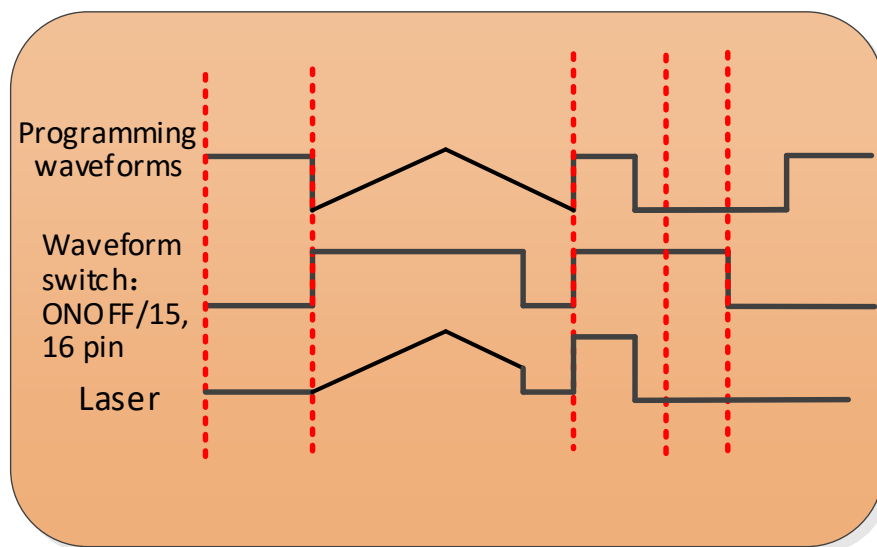 Programming
waveforms
Waveform
switch：
ONOFF/15,
16 pin
Laser